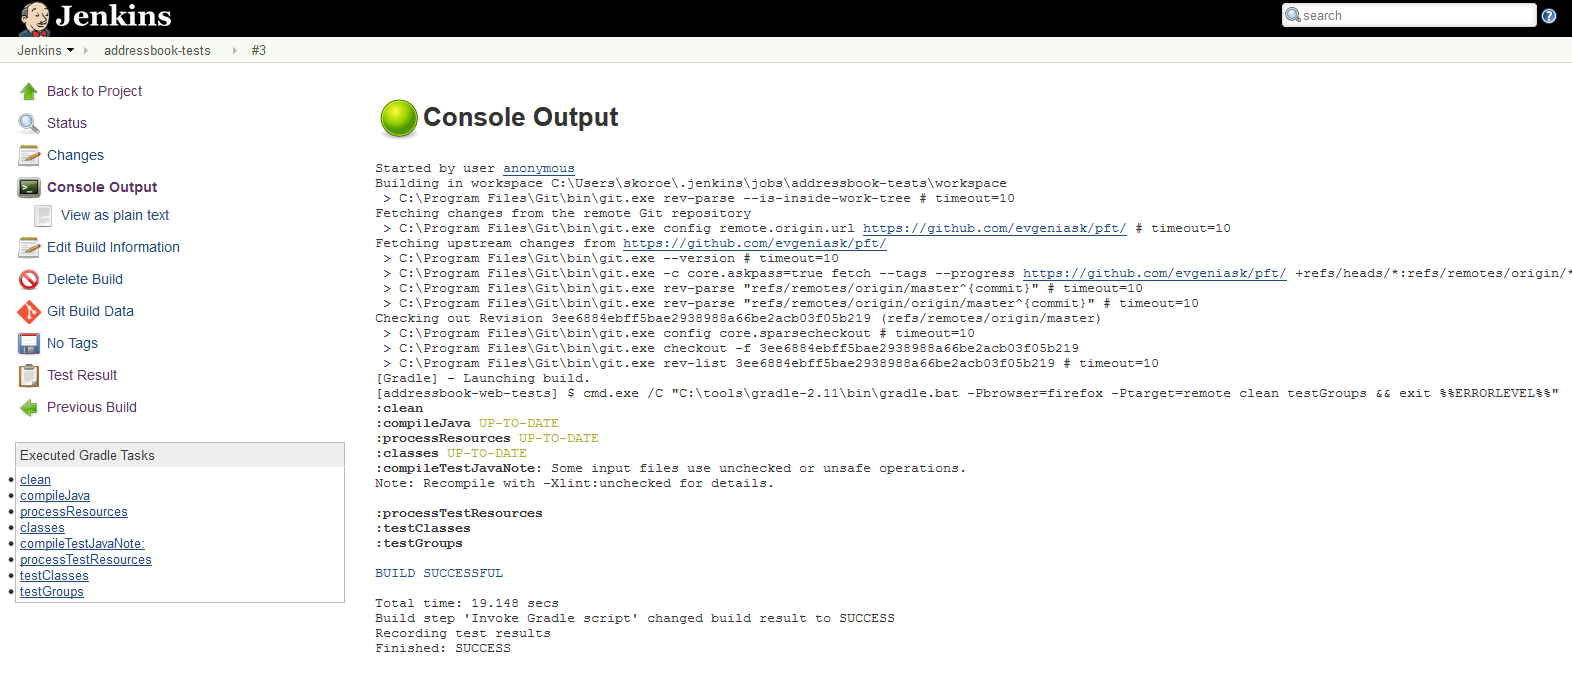 Jenkins
search
Jenkins addressbook-tests #3
Back to Project
Status
Changes
Console Output
View as plain text
Edit Build Information
Delete Build
Git Build Data
No Tags
Test Result
Previous Build
Executed Gradle Tasks
clean
compileJava
processResources
classes
compileTestJavaNote:
processTestResources
testClasses
testGroups
Console Output
Started by user anonymous
Building in workspace C:\Users\skoroe\.jenkins\jobs\addressbook-tests\workspace
> C:\Program Files\Git\bin\git.exe rev-parse --is-inside-work-tree # timeout=10
Fetching changes from the remote Git repository
> C:\Program Files\Git\bin\git.exe config remote.origin.url https://github.com/evgeniask/pft/ # timeout=10
Fetching upstream changes from https://github.com/evgeniask/pft/
> C:\Program Files\Git\bin\git.exe --version # timeout=10
> C:\Program Files\Git\bin\git.exe -c core.askpass=true fetch --tags --progress https://github.com/evgeniask/pft/ +refs/heads/*:refs/remotes/origin/*
> C:\Program Files\Git\bin\git.exe rev-parse "refs/remotes/origin/master^{commit}" # timeout=10
> C:\Program Files\Git\bin\git.exe rev-parse "refs/remotes/origin/origin/master^{commit}" # timeout=10
Checking out Revision 3ee6884ebff5bae2938988a66be2acb03f05b219 (refs/remotes/origin/master)
> C:\Program Files\Git\bin\git.exe config core.sparsecheckout # timeout=10
> C:\Program Files\Git\bin\git.exe checkout -f 3ee6884ebff5bae2938988a66be2acb03f05b219
> C:\Program Files\Git\bin\git.exe rev-list 3ee6884ebff5bae2938988a66be2acb03f05b219 # timeout=10
[Gradle] - Launching build.
[addressbook-web-tests] $ cmd.exe /C "C:\tools\gradle-2.11\bin\gradle.bat -Pbrowser=firefox -Ptarget=remote clean testGroups && exit %%ERRORLEVEL%%"
:clean
:compileJava UP-TO-DATE
:processResources UP-TO-DATE
:classes UP-TO-DATE
:compileTestJavaNote: Some input files use unchecked or unsafe operations.
Note: Recompile with -Xlint:unchecked for details.
:processTestResources
:testClasses
:testGroups
BUILD SUCCESSFUL
Total time: 19.148 secs
Build step 'Invoke Gradle script' changed build result to SUCCESS
Recording test results
Finished: SUCCESS